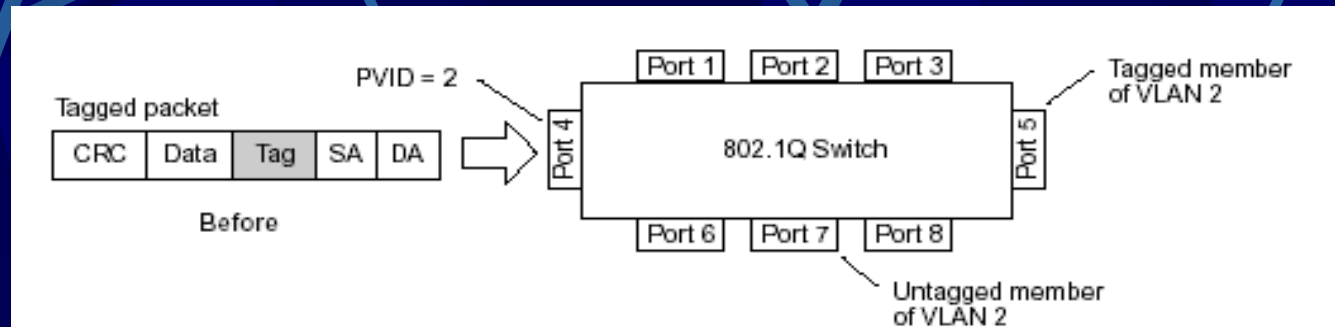 PVID = 2
Tagged packet
CRC Data Tag SA DA
Before
Port 4
Port 1 Port 2 Port 3
802.1Q Switch
Port 6 Port 7 Port 8
Port 5
Tagged member
of VLAN 2
Untagged member
of VLAN 2